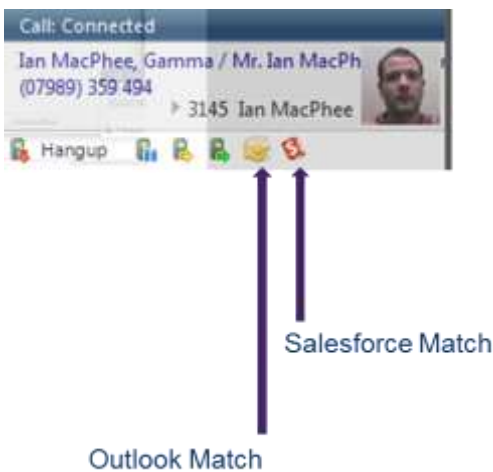 Call: Connected
Ian MacPhee, Gamma / Mr. Ian MacPh
(07989) 359 494
3145 Ian MacPhee
Hangup
Salesforce Match
Outlook Match